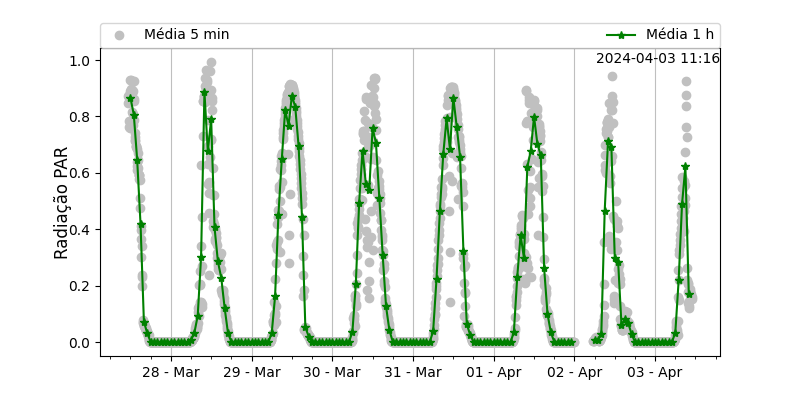 Média 5 min
Média 1 h
2024-04-03 11:16
Radiação PAR
1.0
0.8
0.6
0.4
0.2
0.0
28 - Mar
29 - Mar
30 - Mar
31 - Mar
01 - Apr
02 - Apr
03 - Apr